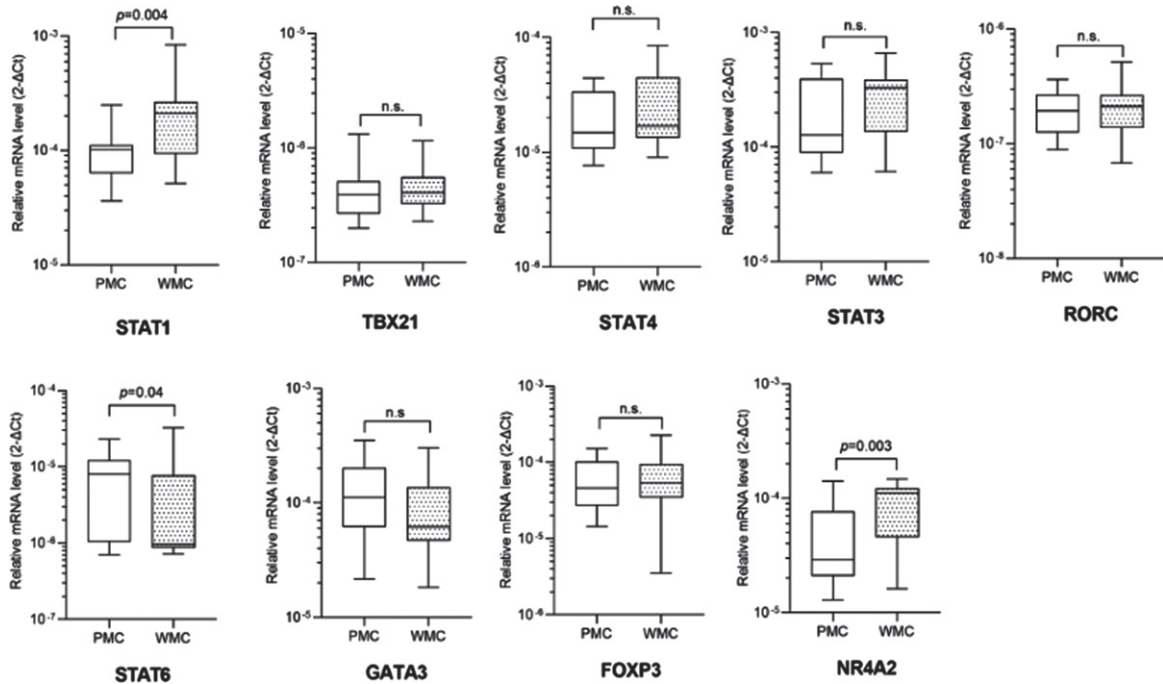 p=0.004
Relative mRNA level (2-ΔCt)
10-3
10-4
10-5
PMC WMC
STAT1
n.s.
Relative mRNA level (2-ΔCt)
10-5
10-6
10-7
PMC WMC
TBX21
n.s.
Relative mRNA level (2-ΔCt)
10-4
10-5
10-6
PMC WMC
STAT4
n.s.
Relative mRNA level (2-ΔCt)
10-3
10-4
10-5
PMC WMC
STAT3
n.s.
Relative mRNA level (2-ΔCt)
10-6
10-7
10-8
PMC WMC
RORC
p=0.04
Relative mRNA level (2-ΔCt)
10-4
10-5
10-6
10-7
PMC WMC
STAT6
n.s
Relative mRNA level (2-ΔCt)
10-3
10-4
10-5
PMC WMC
GATA3
n.s.
Relative mRNA level (2-ΔCt)
10-3
10-4
10-5
10-6
PMC WMC
FOXP3
p=0.003
Relative mRNA level (2-ΔCt)
10-3
10-4
10-5
PMC WMC
NR4A2